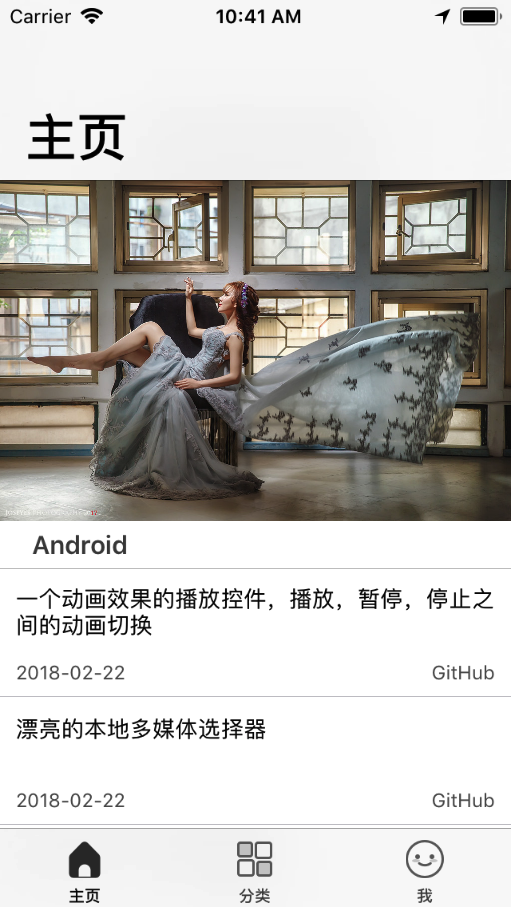 Carrier 10:41 AM
主页
Android
一个动画效果的播放控件，播放，暂停，停止之
间的动画切换
2018-02-22 GitHub
漂亮的本地多媒体选择器
2018-02-22 GitHub
主页 分类 我